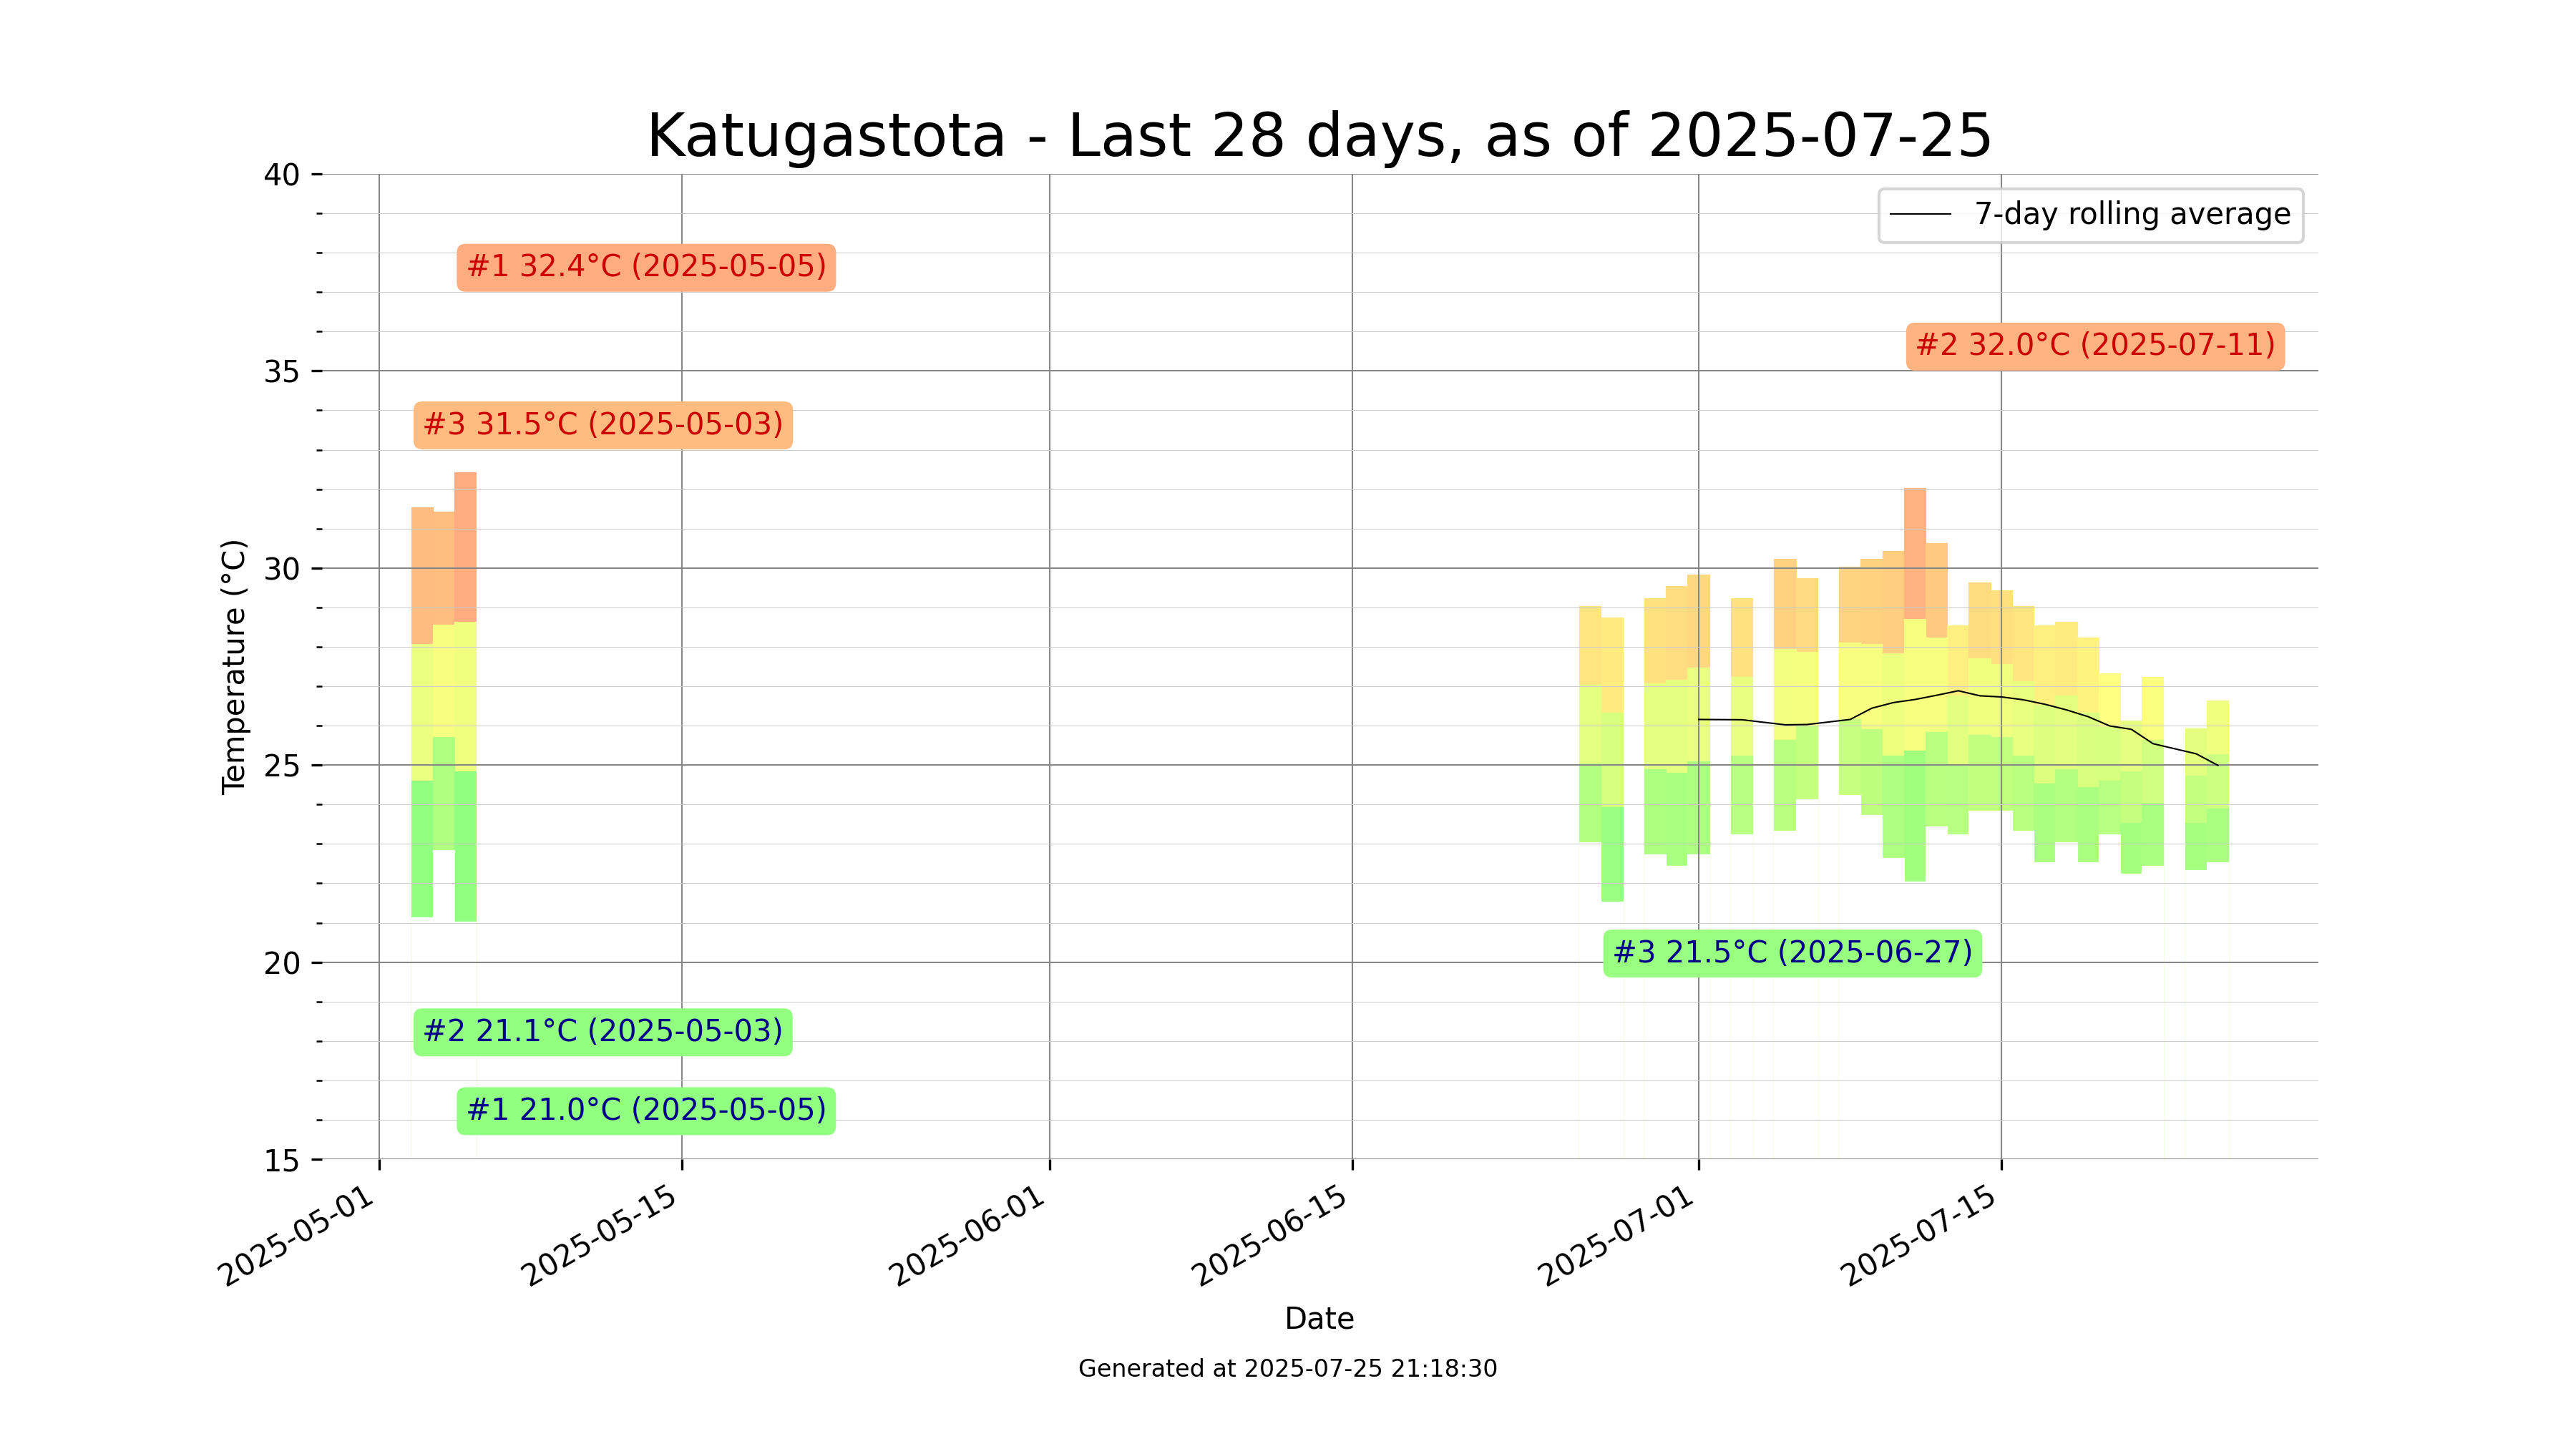 Katugastota - Last 28 days, as of 2025-07-25
40
35
30
25
20
15
Temperature (°C)
7-day rolling average
#1 32.4°C (2025-05-05)
#2 32.0°C (2025-07-11)
#3 31.5°C (2025-05-03)
#3 21.5°C (2025-06-27)
#2 21.1°C (2025-05-03)
#1 21.0°C (2025-05-05)
2025-05-01
2025-05-15
2025-06-01
2025-06-15
2025-07-01
2025-07-15
Date
Generated at 2025-07-25 21:18:30